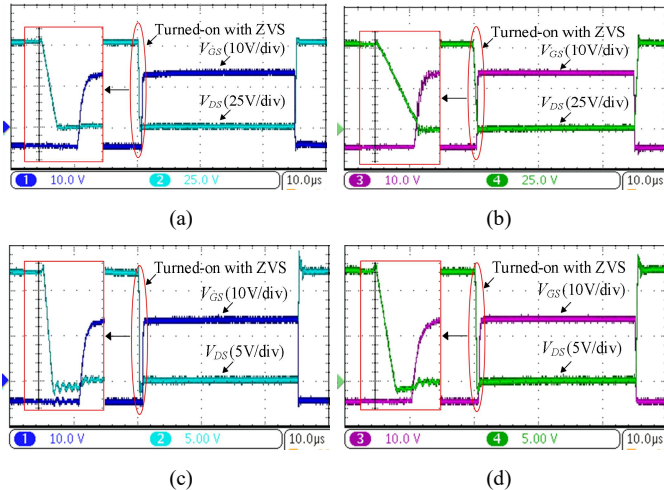 Turned-on with ZVS
VGS(10V/div)
VDS(25V/div)
1 10.0 V 2 25.0 V 10.0μs
(a)
Turned-on with ZVS
VGS(10V/div)
VDS(25V/div)
3 10.0 V 4 25.0 V 10.0μs
(b)
Turned-on with ZVS
VGS(10V/div)
VDS(5V/div)
1 10.0 V 2 5.00 V 10.0μs
(c)
Turned-on with ZVS
VGS(10V/div)
VDS(5V/div)
3 10.0 V 4 5.00 V 10.0μs
(d)